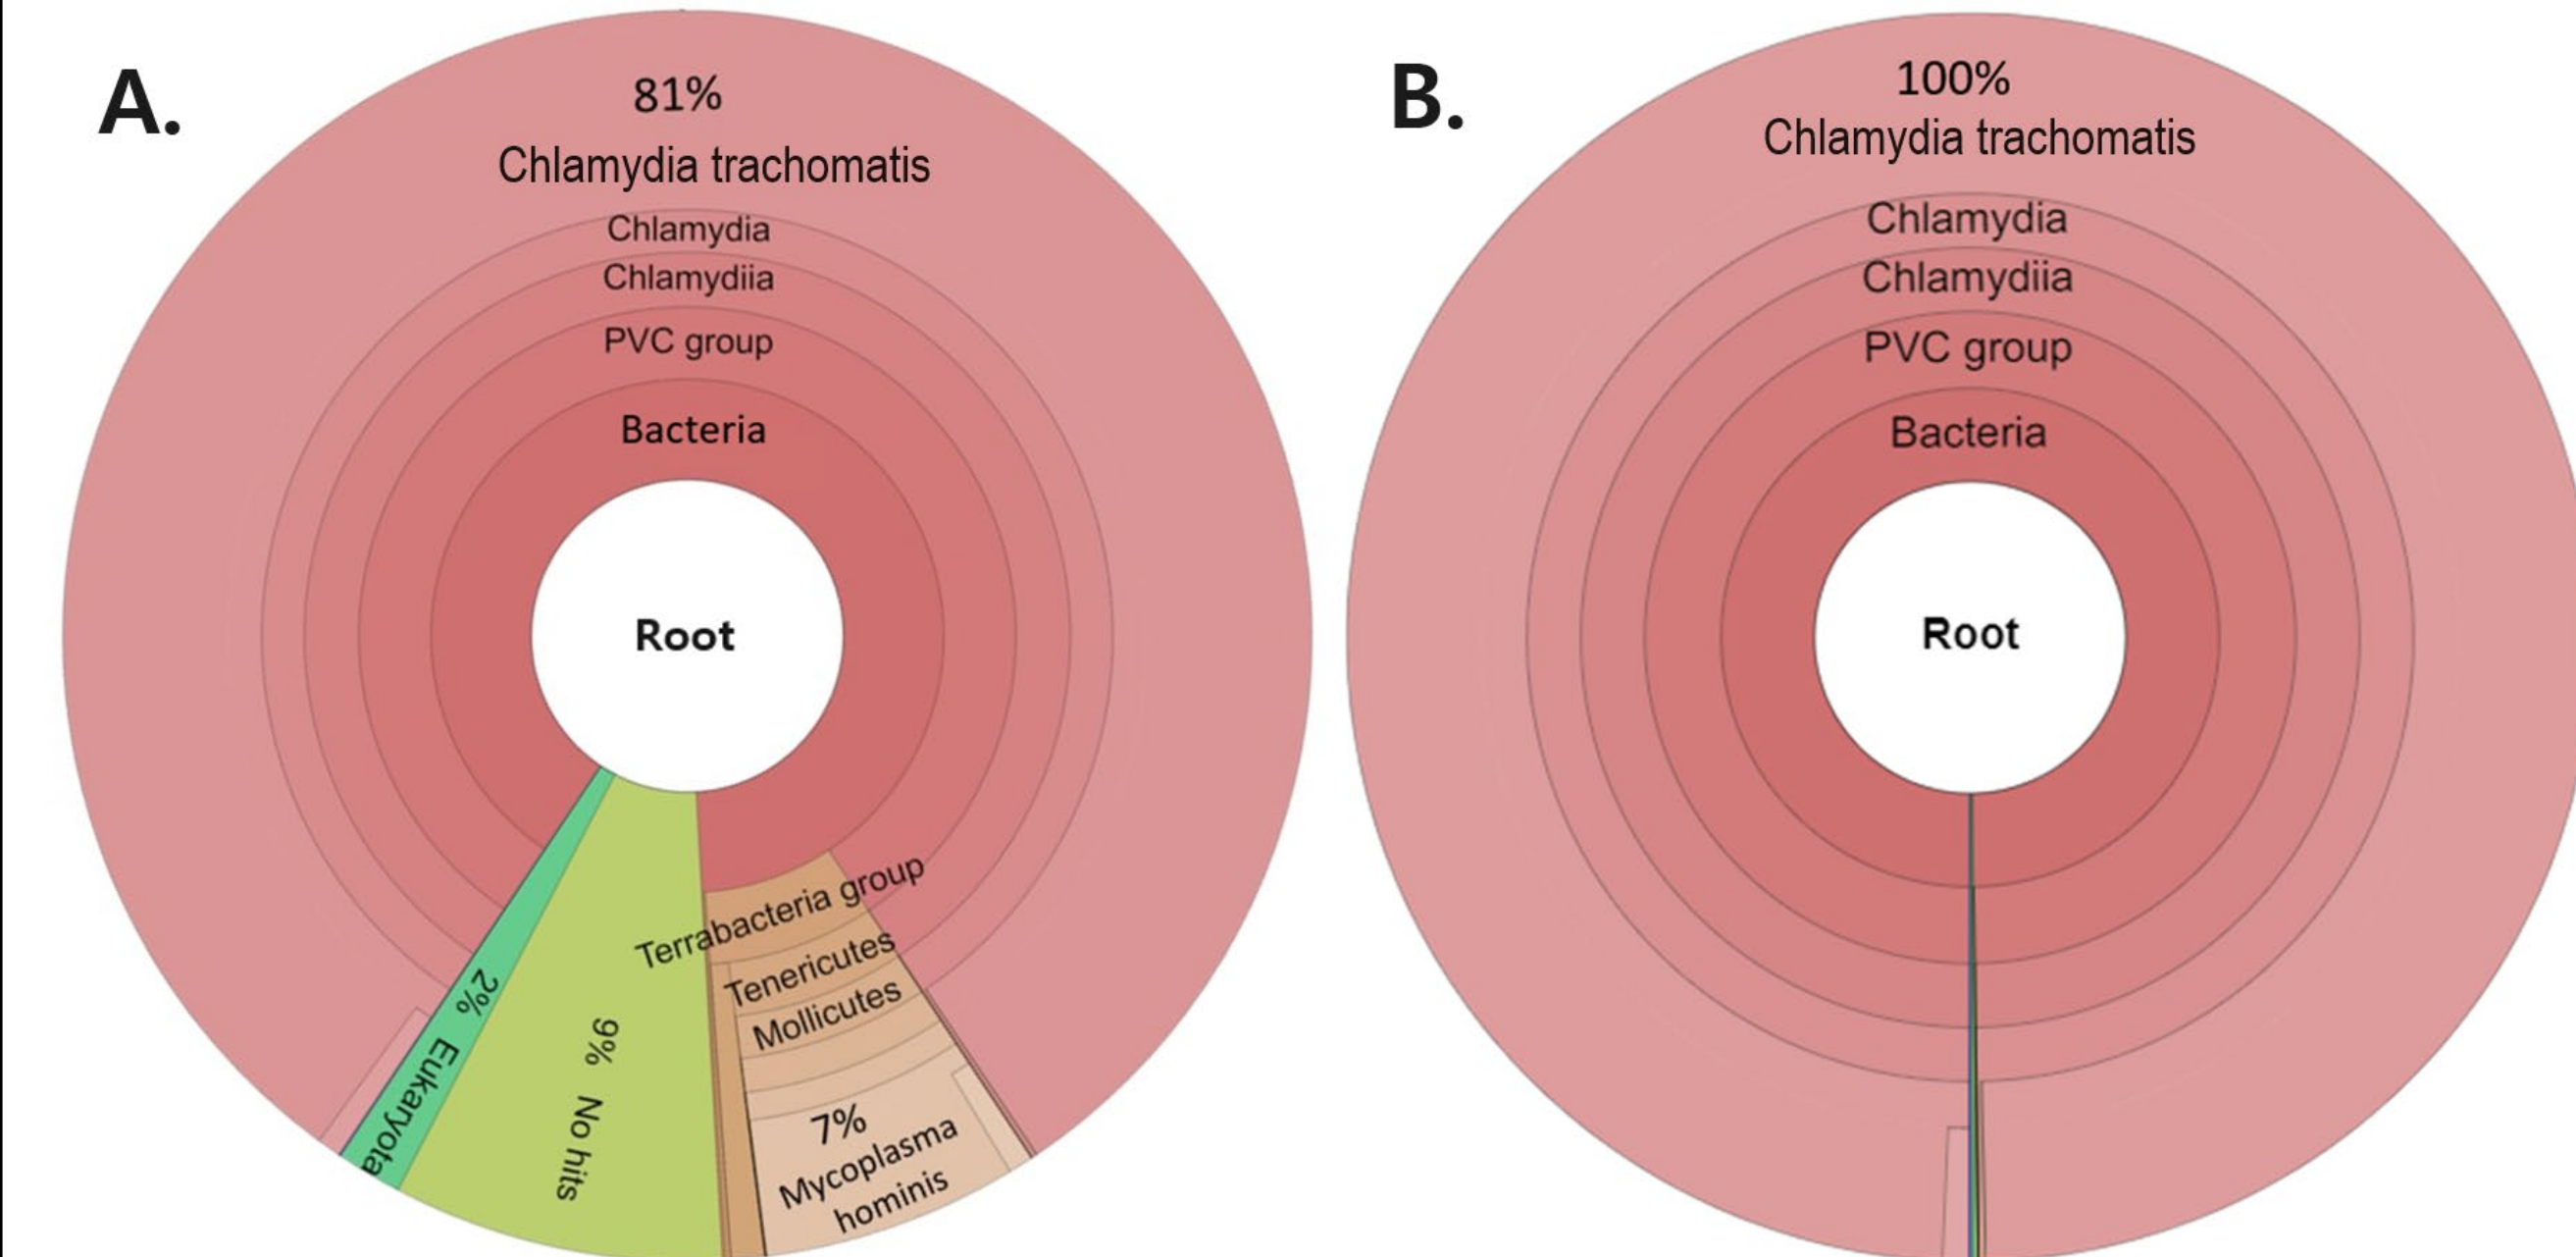 A.
81%
Chlamydia trachomatis
Chlamydia
Chlamydiia
PVC group
Bacteria
Root
Terrabacteria group
Tenericutes
Mollicutes
7%
Mycoplasma
hominis
9% No hits
2% Eukaryota
B.
100%
Chlamydia trachomatis
Chlamydia
Chlamydiia
PVC group
Bacteria
Root